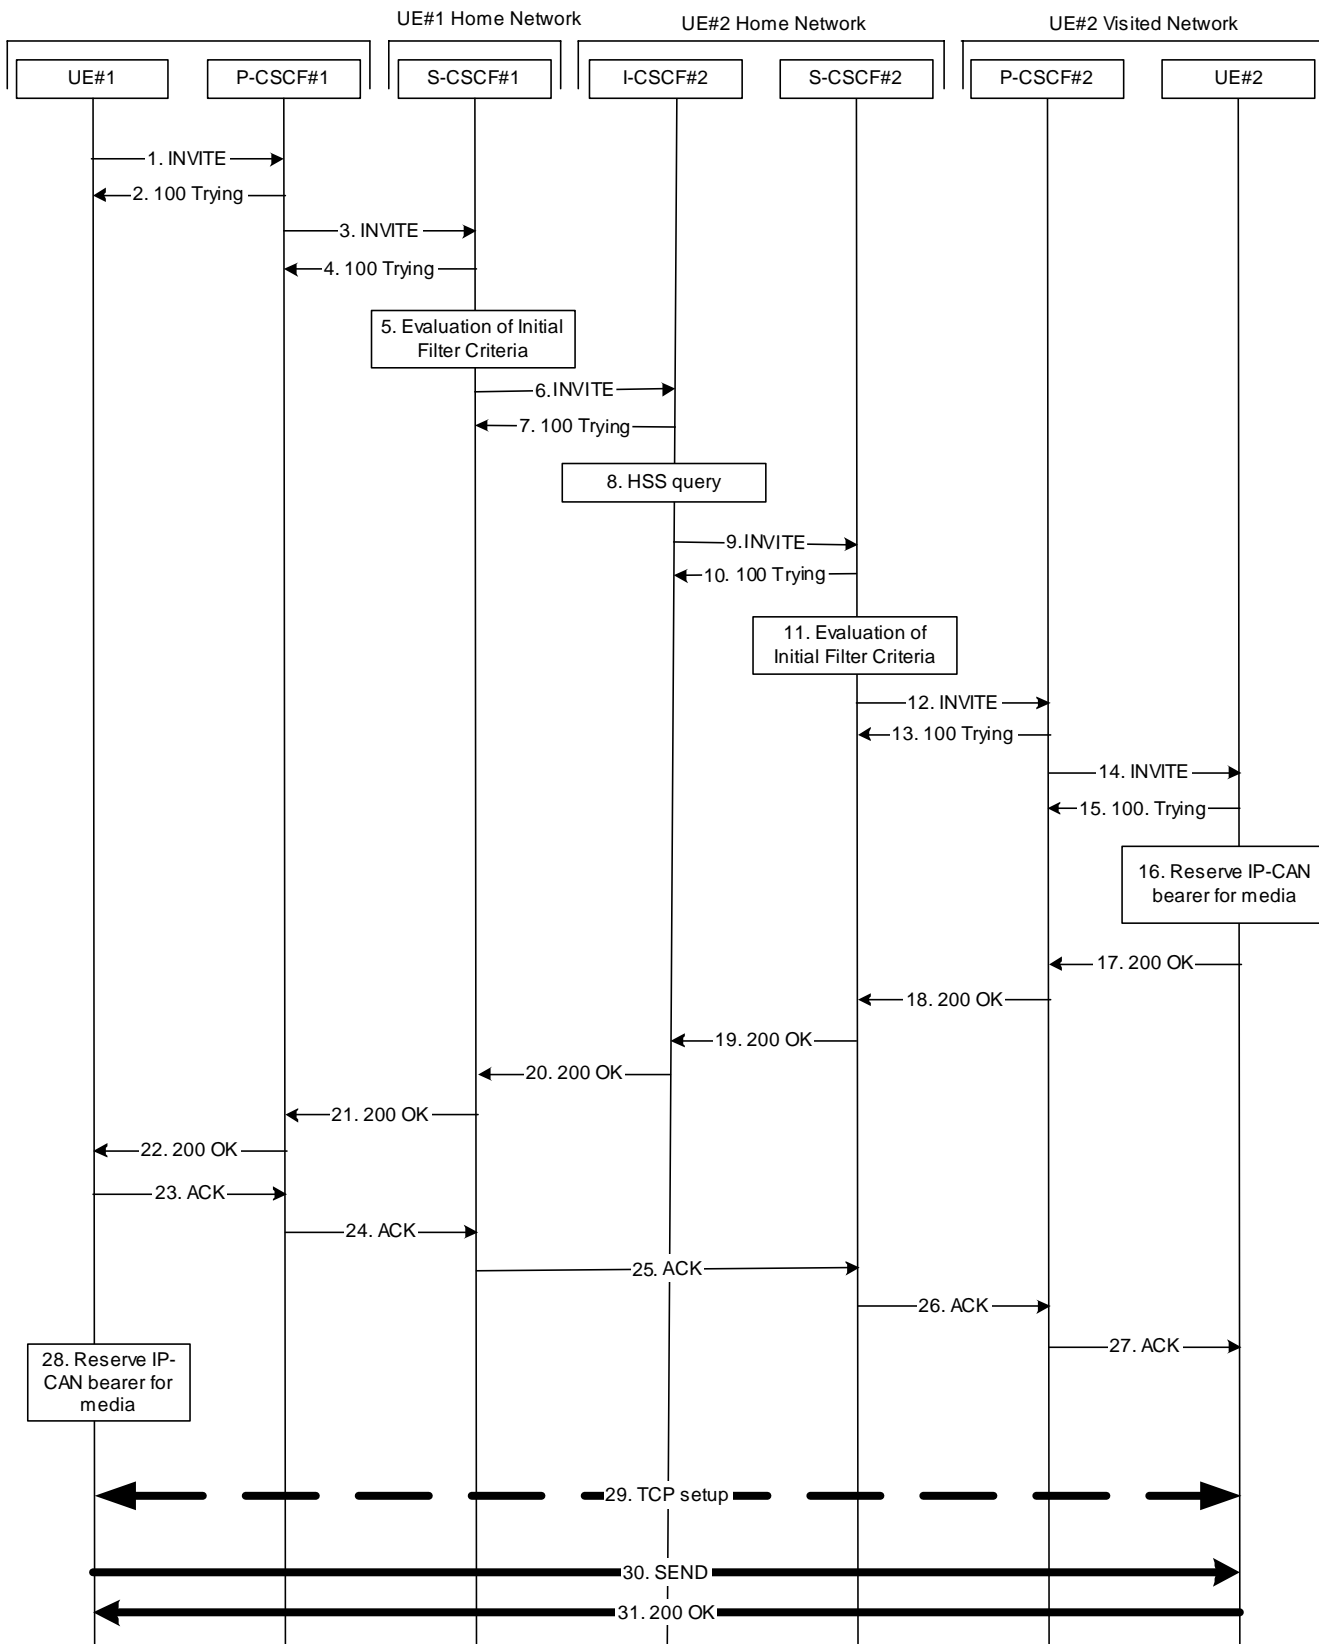 UE#1 Home Network
UE#2 Home Network
UE#2 Visited Network
UE#1
P-CSCF#1
S-CSCF#1
I-CSCF#2
S-CSCF#2
P-CSCF#2
UE#2
1. INVITE
2. 100 Trying
3. INVITE
4. 100 Trying
5. Evaluation of Initial
Filter Criteria
6. INVITE
7. 100 Trying
8. HSS query
9.INVITE
10. 100 Trying
11. Evaluation of
Initial Filter Criteria
12. INVITE
13. 100 Trying
14. INVITE
15. 100. Trying
16. Reserve IP-CAN
bearer for media
17. 200 OK
18. 200 OK
19. 200 OK
20. 200 OK
21. 200 OK
22. 200 OK
23. ACK
24. ACK
25. ACK
26. ACK
27. ACK
28. Reserve IP-
CAN bearer for
media
29. TCP setup
30. SEND
31. 200 OK